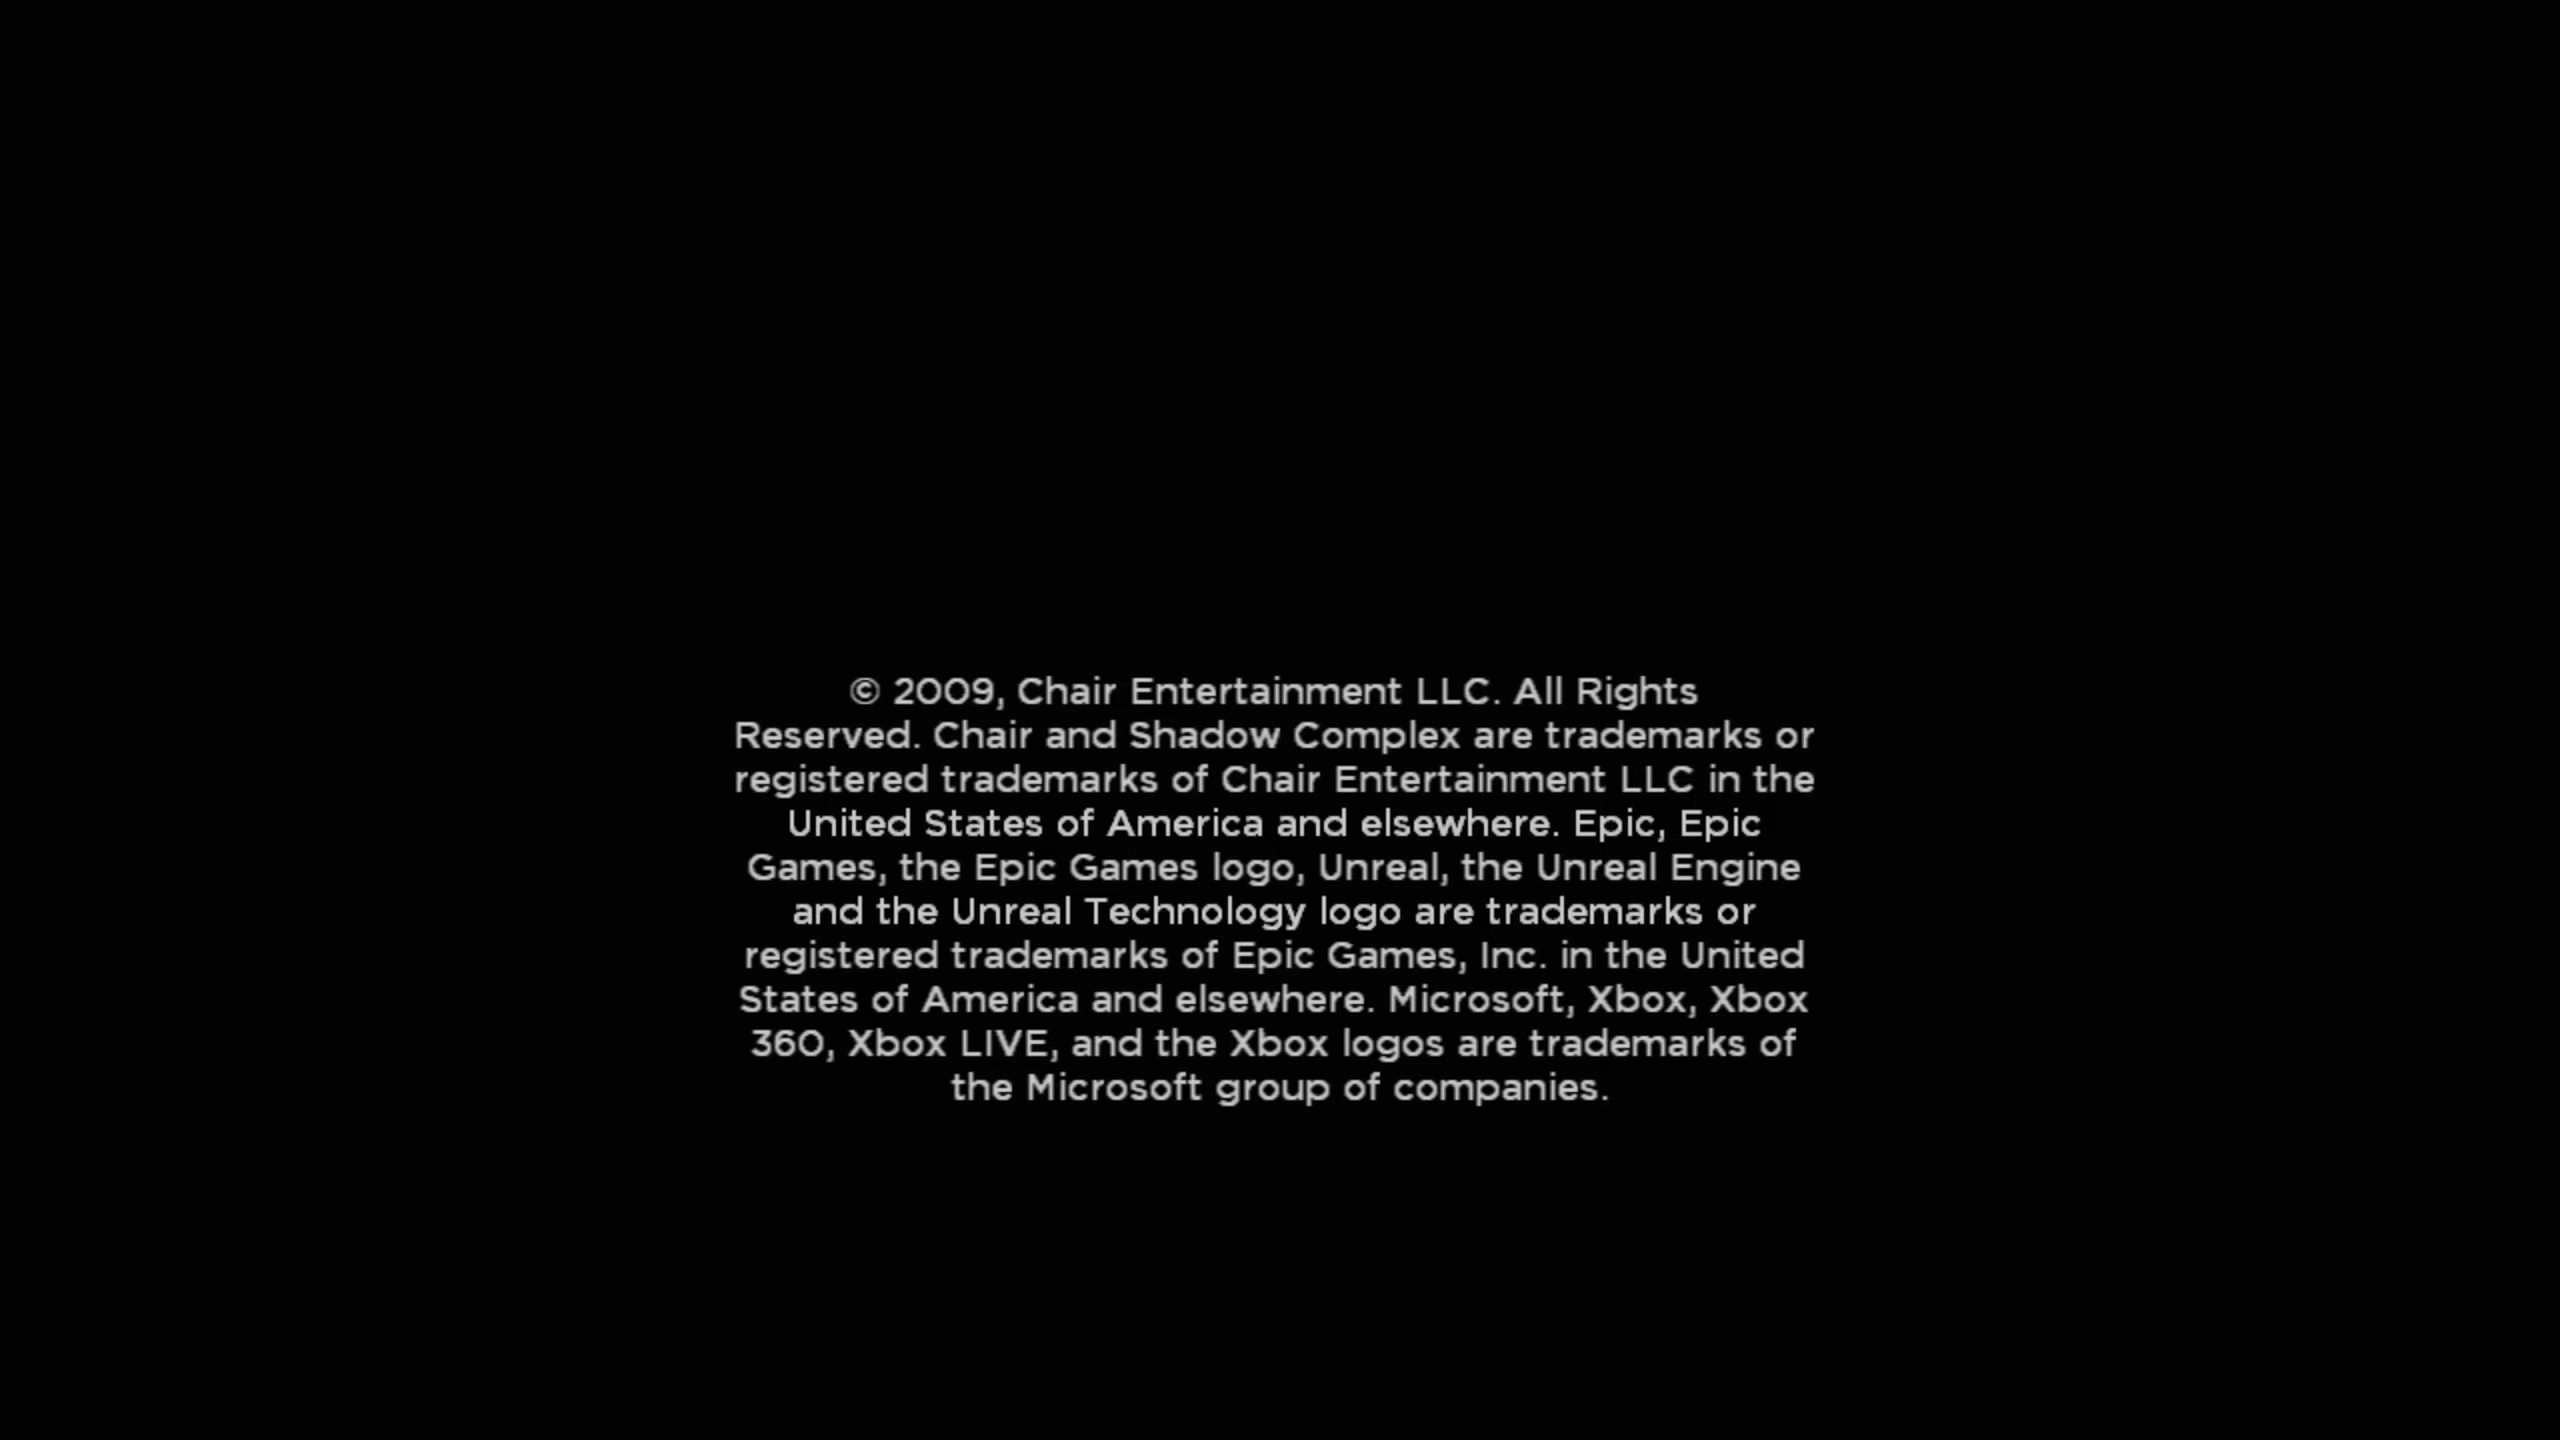 © 2009, Chair Entertainment LLC. All Rights
Reserved. Chair and Shadow Complex are trademarks or
registered trademarks of Chair Entertainment LLC in the
United States of America and elsewhere. Epic, Epic
Games, the Epic Games logo, Unreal, the Unreal Engine
and the Unreal Technology logo are trademarks or
registered trademarks of Epic Games, Inc. in the United
States of America and elsewhere. Microsoft, Xbox, Xbox
360, Xbox LIVE, and the Xbox logos are trademarks of
the Microsoft group of companies.